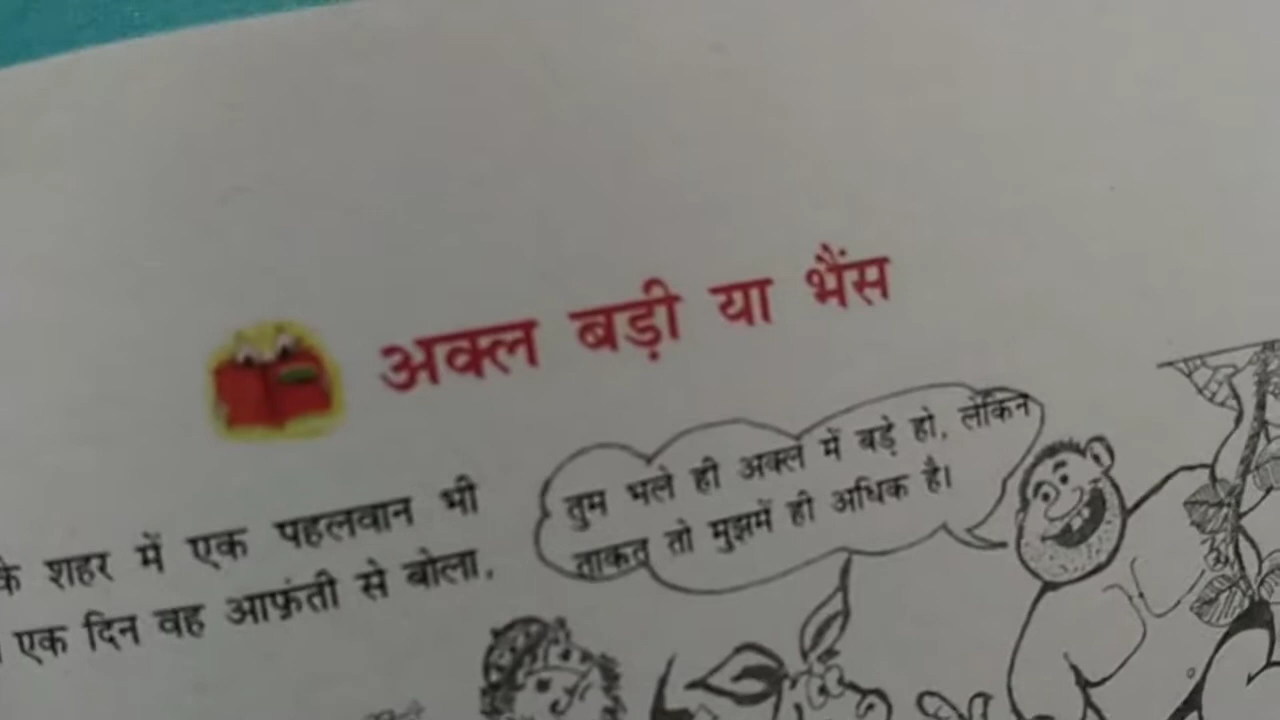 अक्ल बड़ी या भैंस
तुम भले ही अक्ल में बड़े हो, लेकिन
ताकत तो मुझमें ही अधिक है।
के शहर में एक पहलवान भी
एक दिन वह आफ़ंती से बोला,